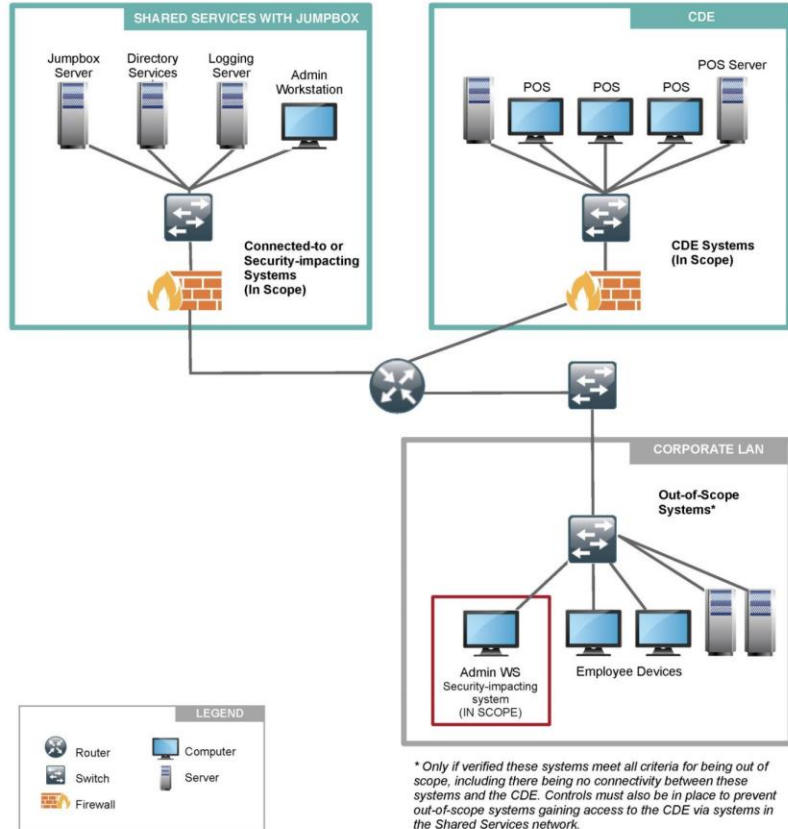 SHARED SERVICES WITH JUMPBOX
Jumpbox
Server
Directory
Services
Logging
Server
Admin
Workstation
Connected-to or
Security-impacting
Systems
(In Scope)
CDE
POS
POS
POS
POS Server
CDE Systems
(In Scope)
CORPORATE LAN
Out-of-Scope
Systems*
Admin WS
Security-impacting
system
(IN SCOPE)
Employee Devices
LEGEND
Router
Computer
Switch
Server
Firewall
* Only if verified these systems meet all criteria for being out of
scope, including there being no connectivity between these
systems and the CDE. Controls must also be in place to prevent
out-of-scope systems gaining access to the CDE via systems in
the Shared Services network.